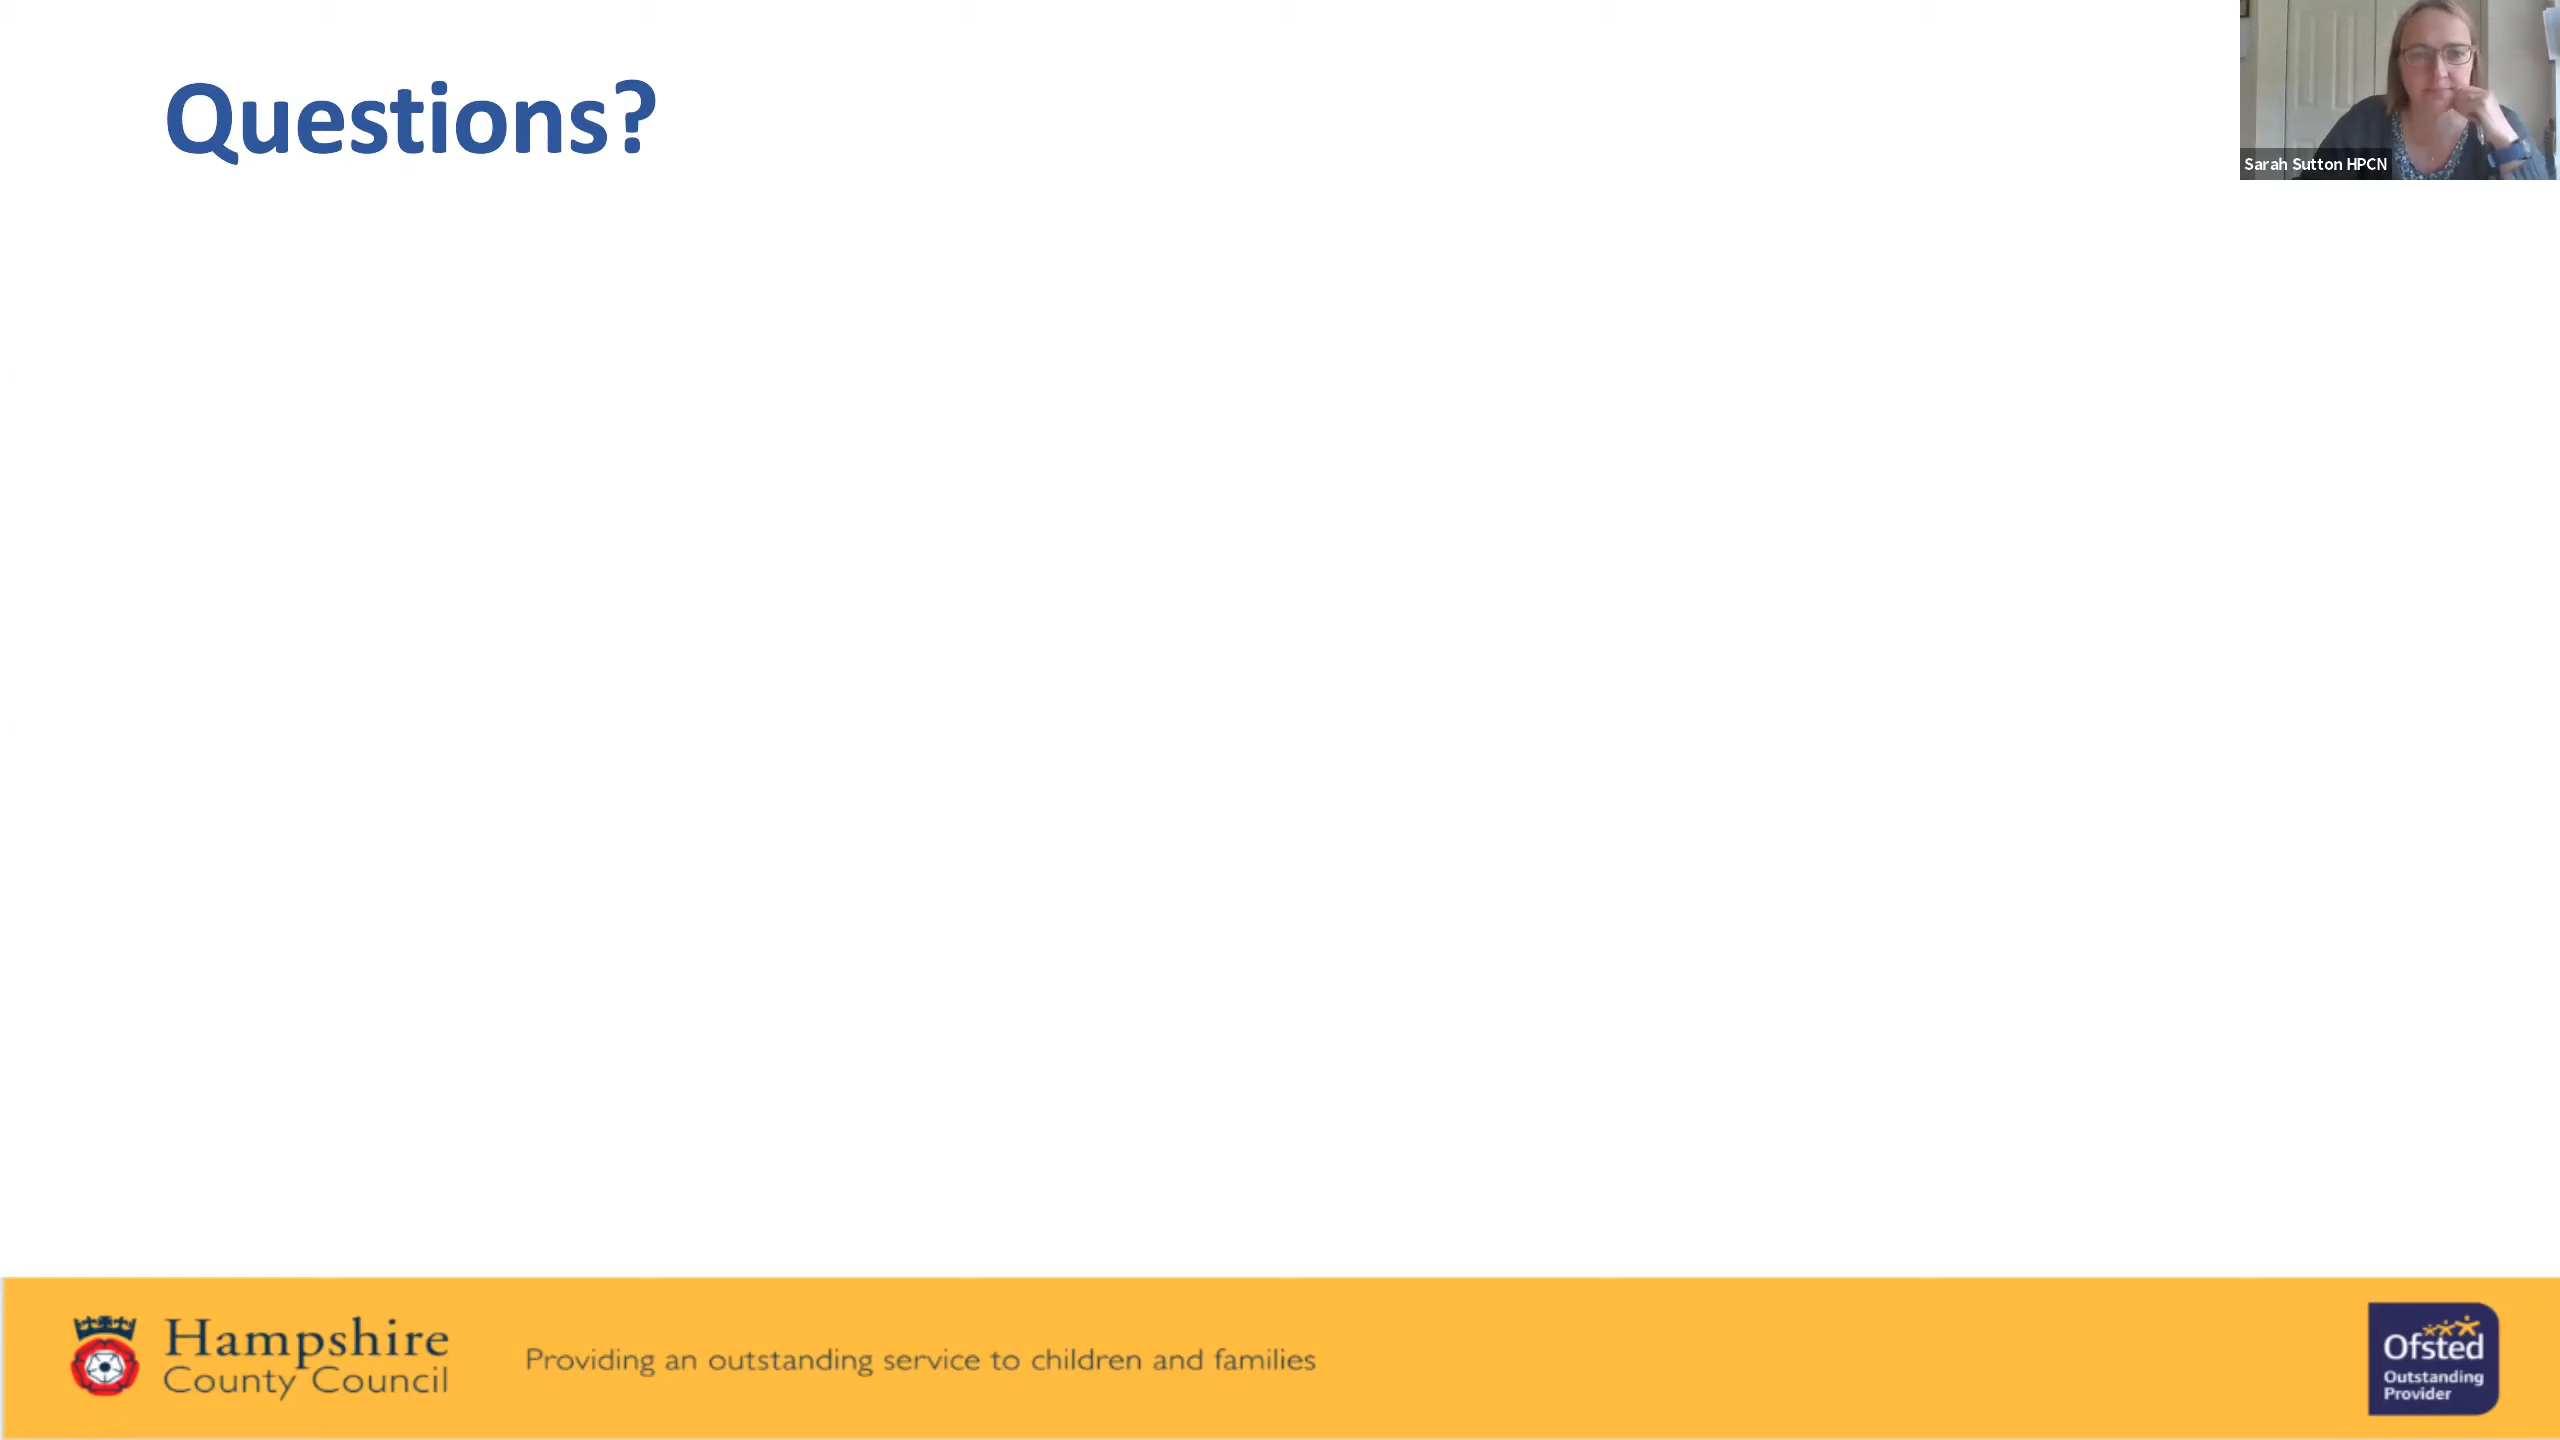 Questions?
Sarah Sutton HPCN
Hampshire
County Council
Providing an outstanding service to children and families
Ofsted
Outstanding
Provider